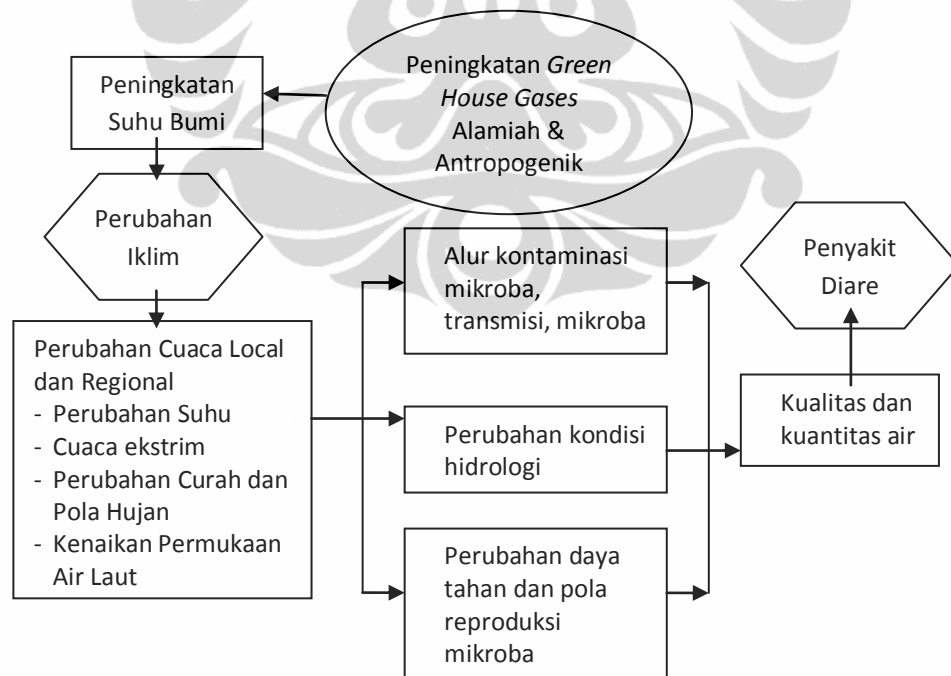 Peningkatan Green
House Gases
Alamiah &
Antropogenik
Peningkatan
Suhu Bumi
Perubahan
Iklim
Perubahan Cuaca Local
dan Regional
- Perubahan Suhu
- Cuaca ekstrim
- Perubahan Curah dan
Pola Hujan
- Kenaikan Permukaan
Air Laut
Alur kontaminasi
mikroba,
transmisi, mikroba
Perubahan kondisi
hidrologi
Perubahan daya
tahan dan pola
reproduksi
mikroba
Kualitas dan
kuantitas air
Penyakit
Diare